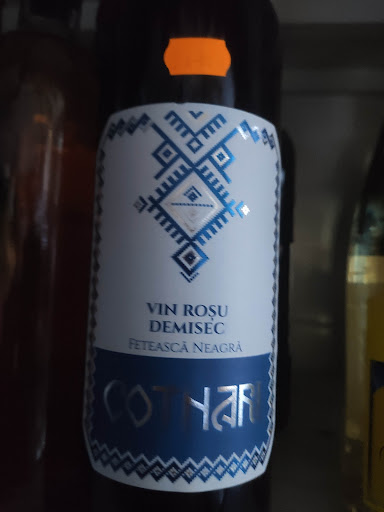 VIN ROȘU
DEMISEC
FETEASCĂ NEAGRĂ
COTNARI